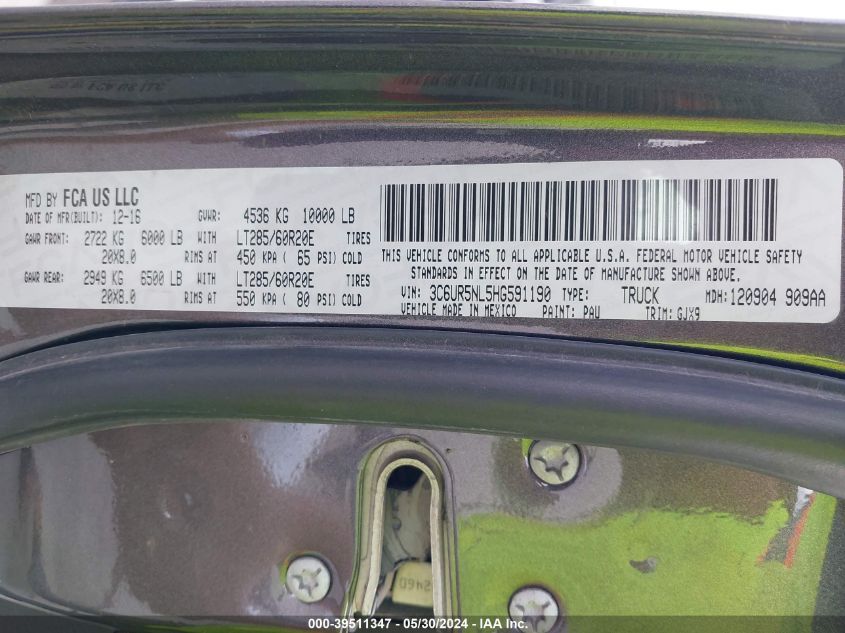 MFD BY FCA US LLC
DATE OF MFR(BUILT): 12-16 GVWR: 4536 KG 10000 LB
GAWR FRONT: 2722 KG 6000 LB WITH LT285/60R20E TIRES
20X8.0 RIMS AT 450 KPA ( 65 PSI) COLD
GAWR REAR: 2949 KG 6500 LB WITH LT285/60R20E TIRES
20X8.0 RIMS AT 550 KPA ( 80 PSI) COLD
THIS VEHICLE CONFORMS TO ALL APPLICABLE U.S.A. FEDERAL MOTOR VEHICLE SAFETY
STANDARDS IN EFFECT ON THE DATE OF MANUFACTURE SHOWN ABOVE.
VIN: 3C6UR5NL5HG591190 TYPE: TRUCK MDH:120904 909AA
VEHICLE MADE IN MEXICO PAINT: PAU TRIM: GJX9
000-39511347 - 05/30/2024 - IAA Inc.